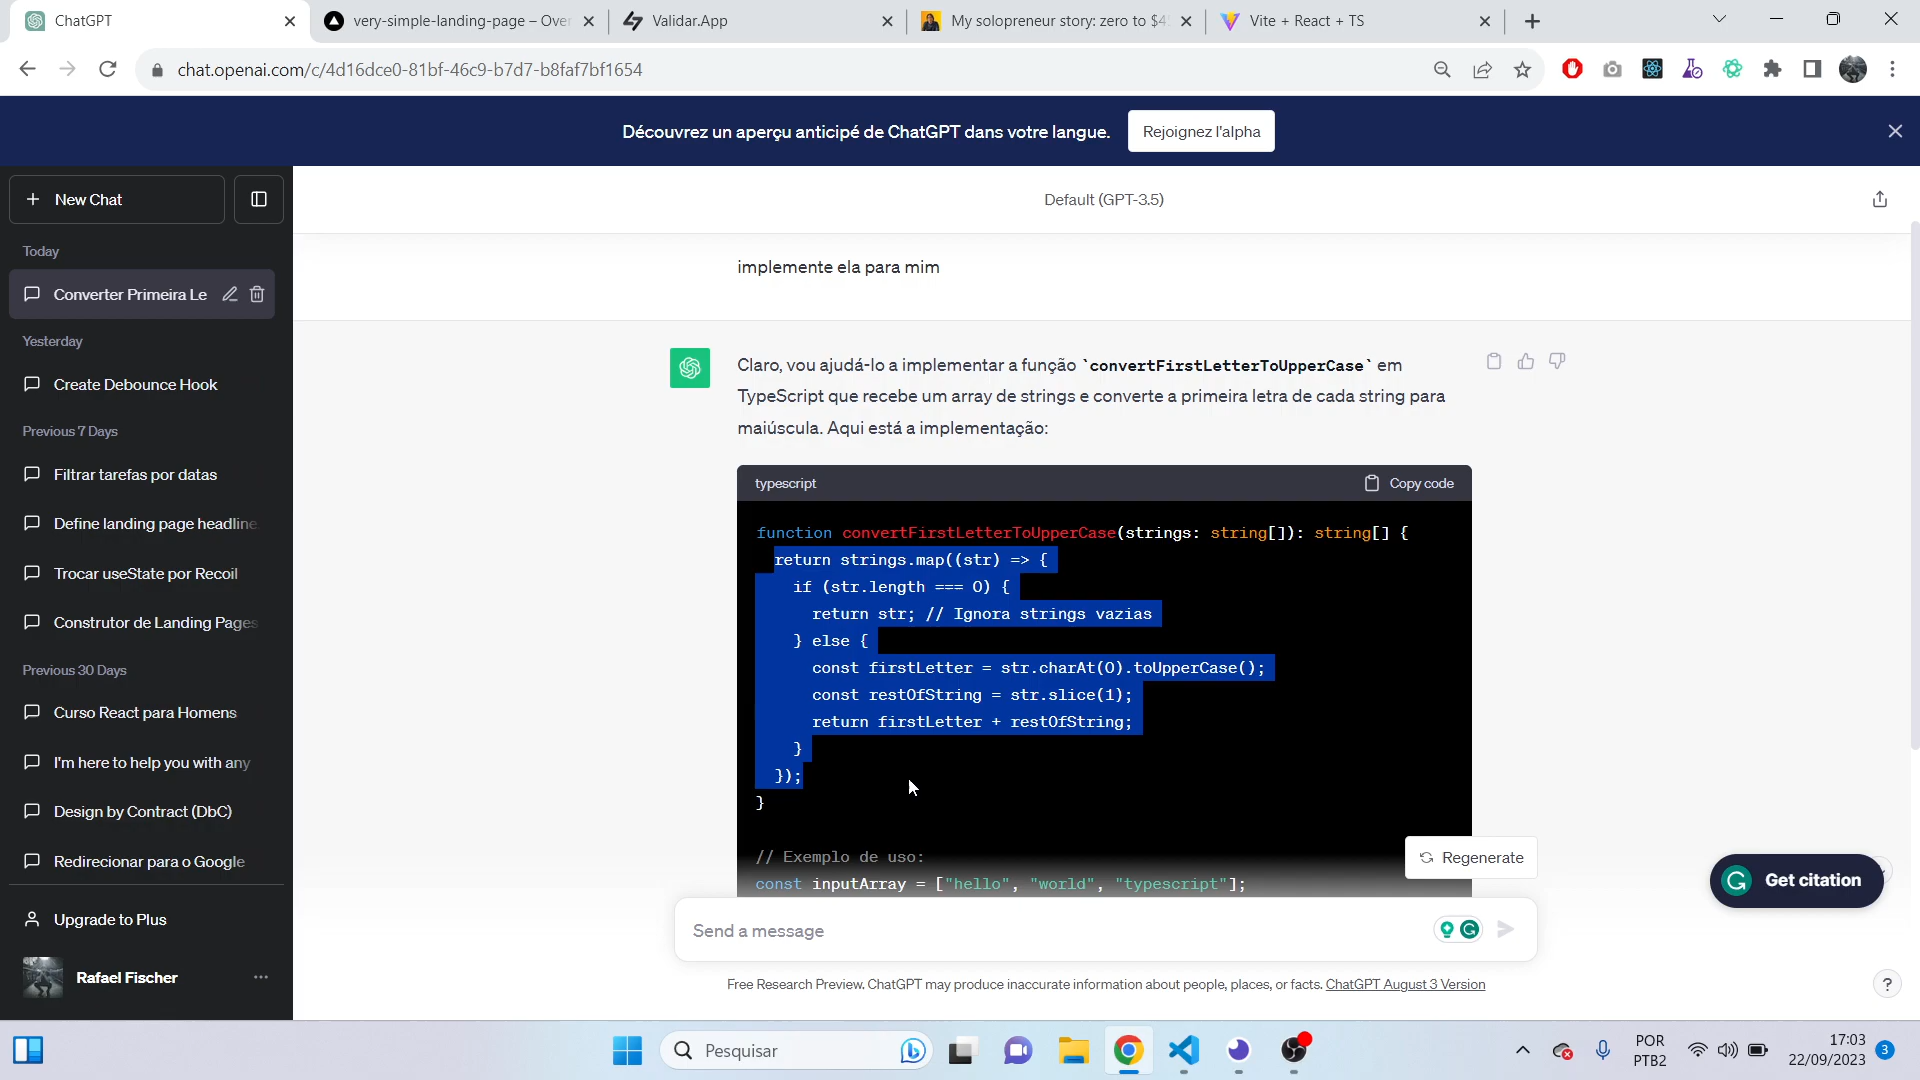 ChatGPT
very-simple-landing-page – Over
Validar.App
My solopreneur story: zero to $4
Vite + React + TS
chat.openai.com/c/4d16dce0-81bf-46c9-b7d7-b8faf7bf1654
Découvrez un aperçu anticipé de ChatGPT dans votre langue.
Rejoignez l'alpha
New Chat
Default (GPT-3.5)
Today
Converter Primeira Le
Yesterday
Create Debounce Hook
Previous 7 Days
Filtrar tarefas por datas
Define landing page headline
Trocar useState por Recoil
Construtor de Landing Pages
Previous 30 Days
Curso React para Homens
I'm here to help you with any
Design by Contract (DbC)
Redirecionar para o Google
Upgrade to Plus
Rafael Fischer
implemente ela para mim
Claro, vou ajudá-lo a implementar a função `convertFirstLetterToUpperCase` em
TypeScript que recebe um array de strings e converte a primeira letra de cada string para
maiúscula. Aqui está a implementação:
typescript
Copy code
function convertFirstLetterToUpperCase(strings: string[]): string[] {
return strings.map((str) => {
if (str.length === 0) {
return str; // Ignora strings vazias
} else {
const firstLetter = str.charAt(0).toUpperCase();
const restOfString = str.slice(1);
return firstLetter + restOfString;
}
});
}
// Exemplo de uso:
const inputArray = ["hello", "world", "typescript"];
Regenerate
Get citation
Send a message
Free Research Preview. ChatGPT may produce inaccurate information about people, places, or facts. ChatGPT August 3 Version
?
Pesquisar
POR
PTB2
17:03
22/09/2023
3